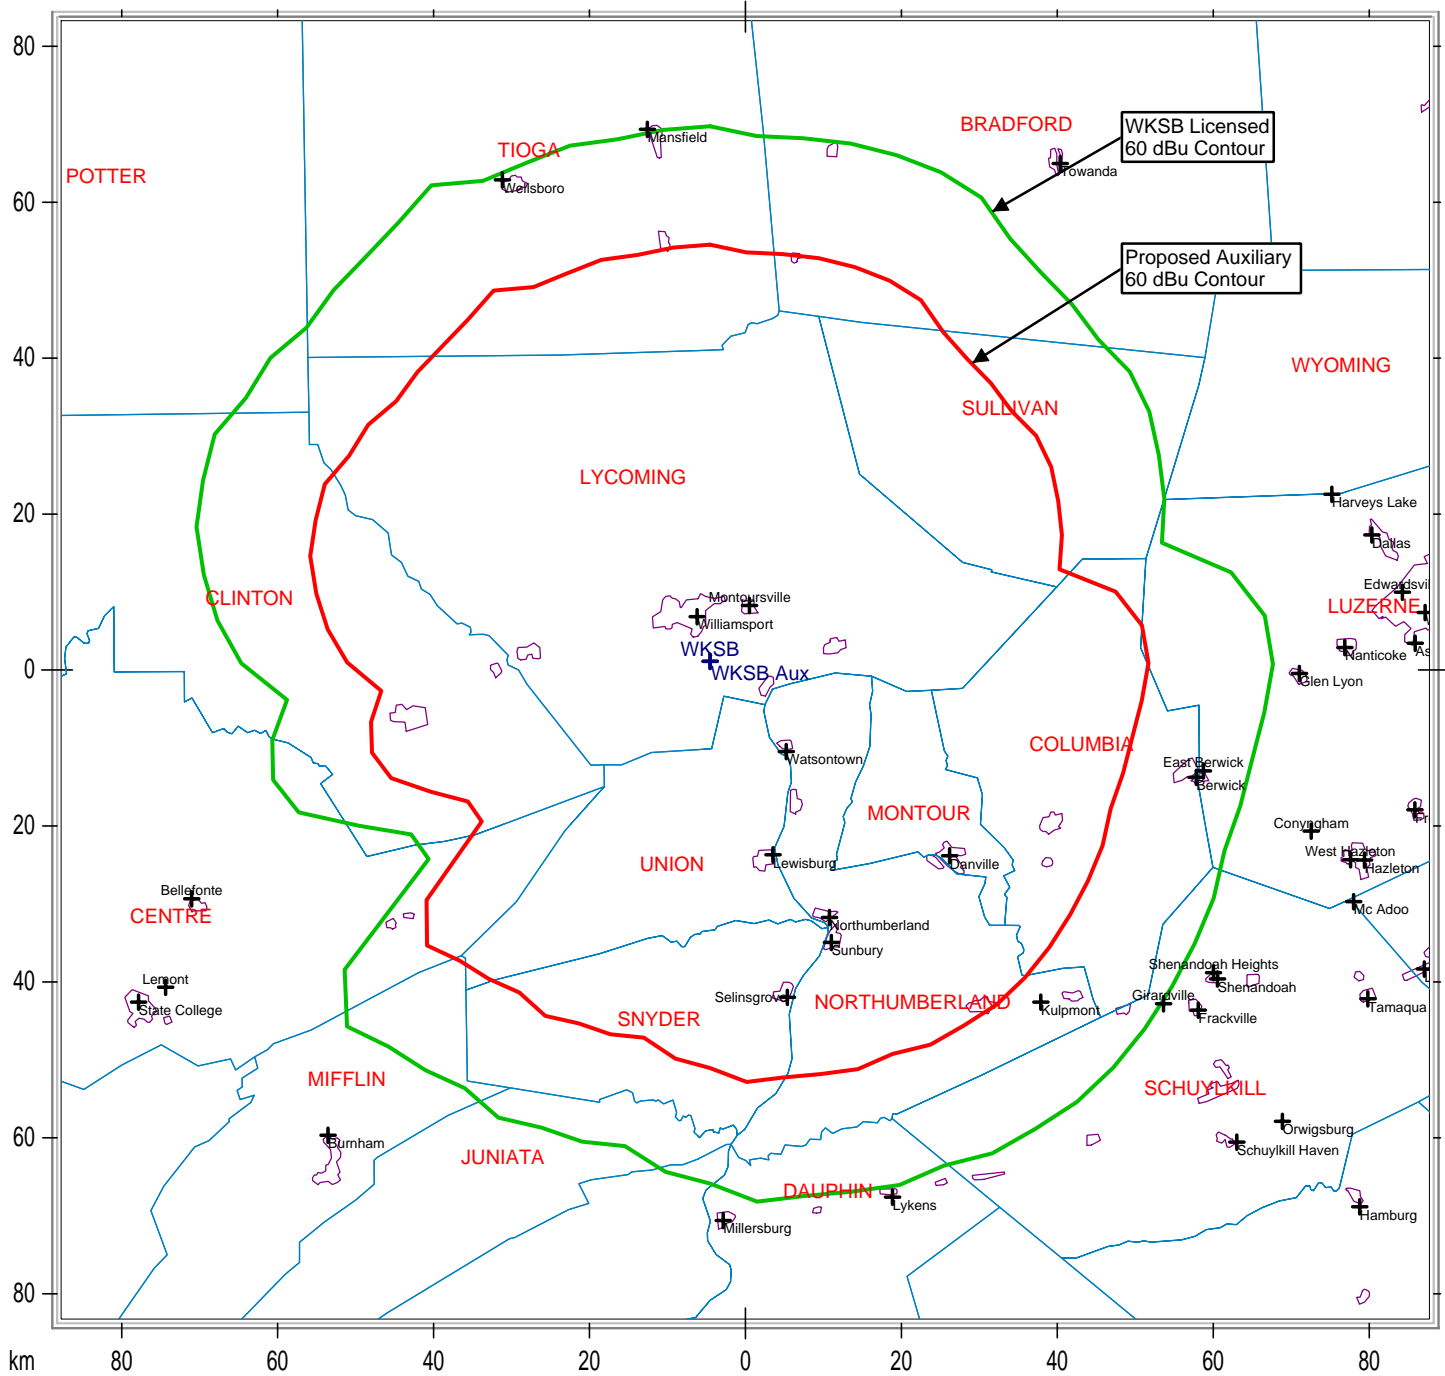 80
60
40
20
0
20
40
60
80
km
80
60
40
20
0
20
40
60
80
WKSB Licensed
60 dBu Contour
Proposed Auxiliary
60 dBu Contour
POTTER
TIOGA
BRADFORD
Mansfield
Wellsboro
Towanda
WYOMING
SULLIVAN
LYCOMING
Harveys Lake
Dallas
CLINTON
Montoursville
Williamsport
WKSB
WKSB Aux
LUZERNE
Nanticoke
Glen Lyon
COLUMBIA
Watsontown
East Berwick
Berwick
MONTOUR
Conyngham
West Hazleton
Hazleton
UNION
Lewisburg
Danville
Bellefonte
CENTRE
Mc Adoo
Northumberland
Sunbury
Lemont
State College
Shenandoah Heights
Shenandoah
Selinsgrove
NORTHUMBERLAND
Kulpmont
Girardville
Frackville
Tamaqua
SNYDER
MIFFLIN
SCHUYLKILL
Burnham
Orwigsburg
Schuylkill Haven
JUNIATA
DAUPHIN
Lykens
Hamburg
Millersburg